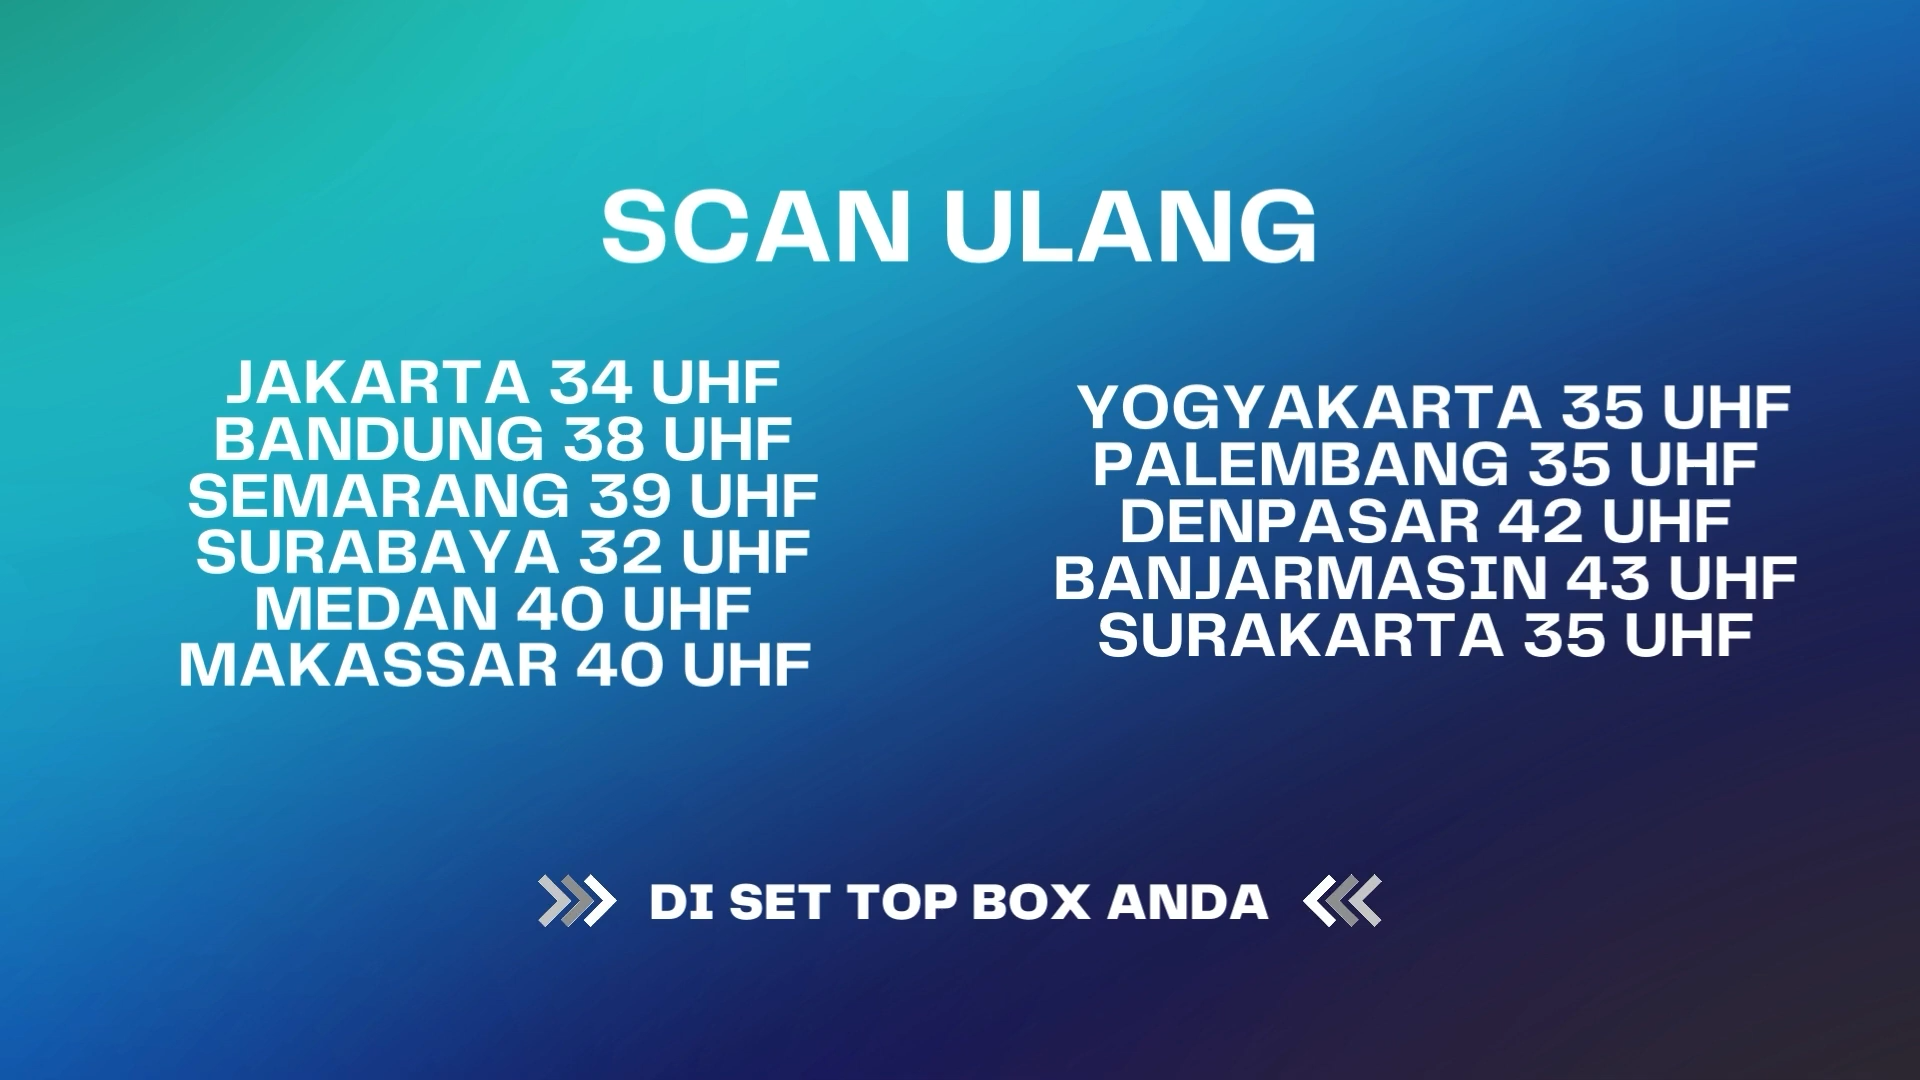 SCAN ULANG
JAKARTA 34 UHF
BANDUNG 38 UHF
SEMARANG 39 UHF
SURABAYA 32 UHF
MEDAN 40 UHF
MAKASSAR 40 UHF
YOGYAKARTA 35 UHF
PALEMBANG 35 UHF
DENPASAR 42 UHF
BANJARMASIN 43 UHF
SURAKARTA 35 UHF
DI SET TOP BOX ANDA